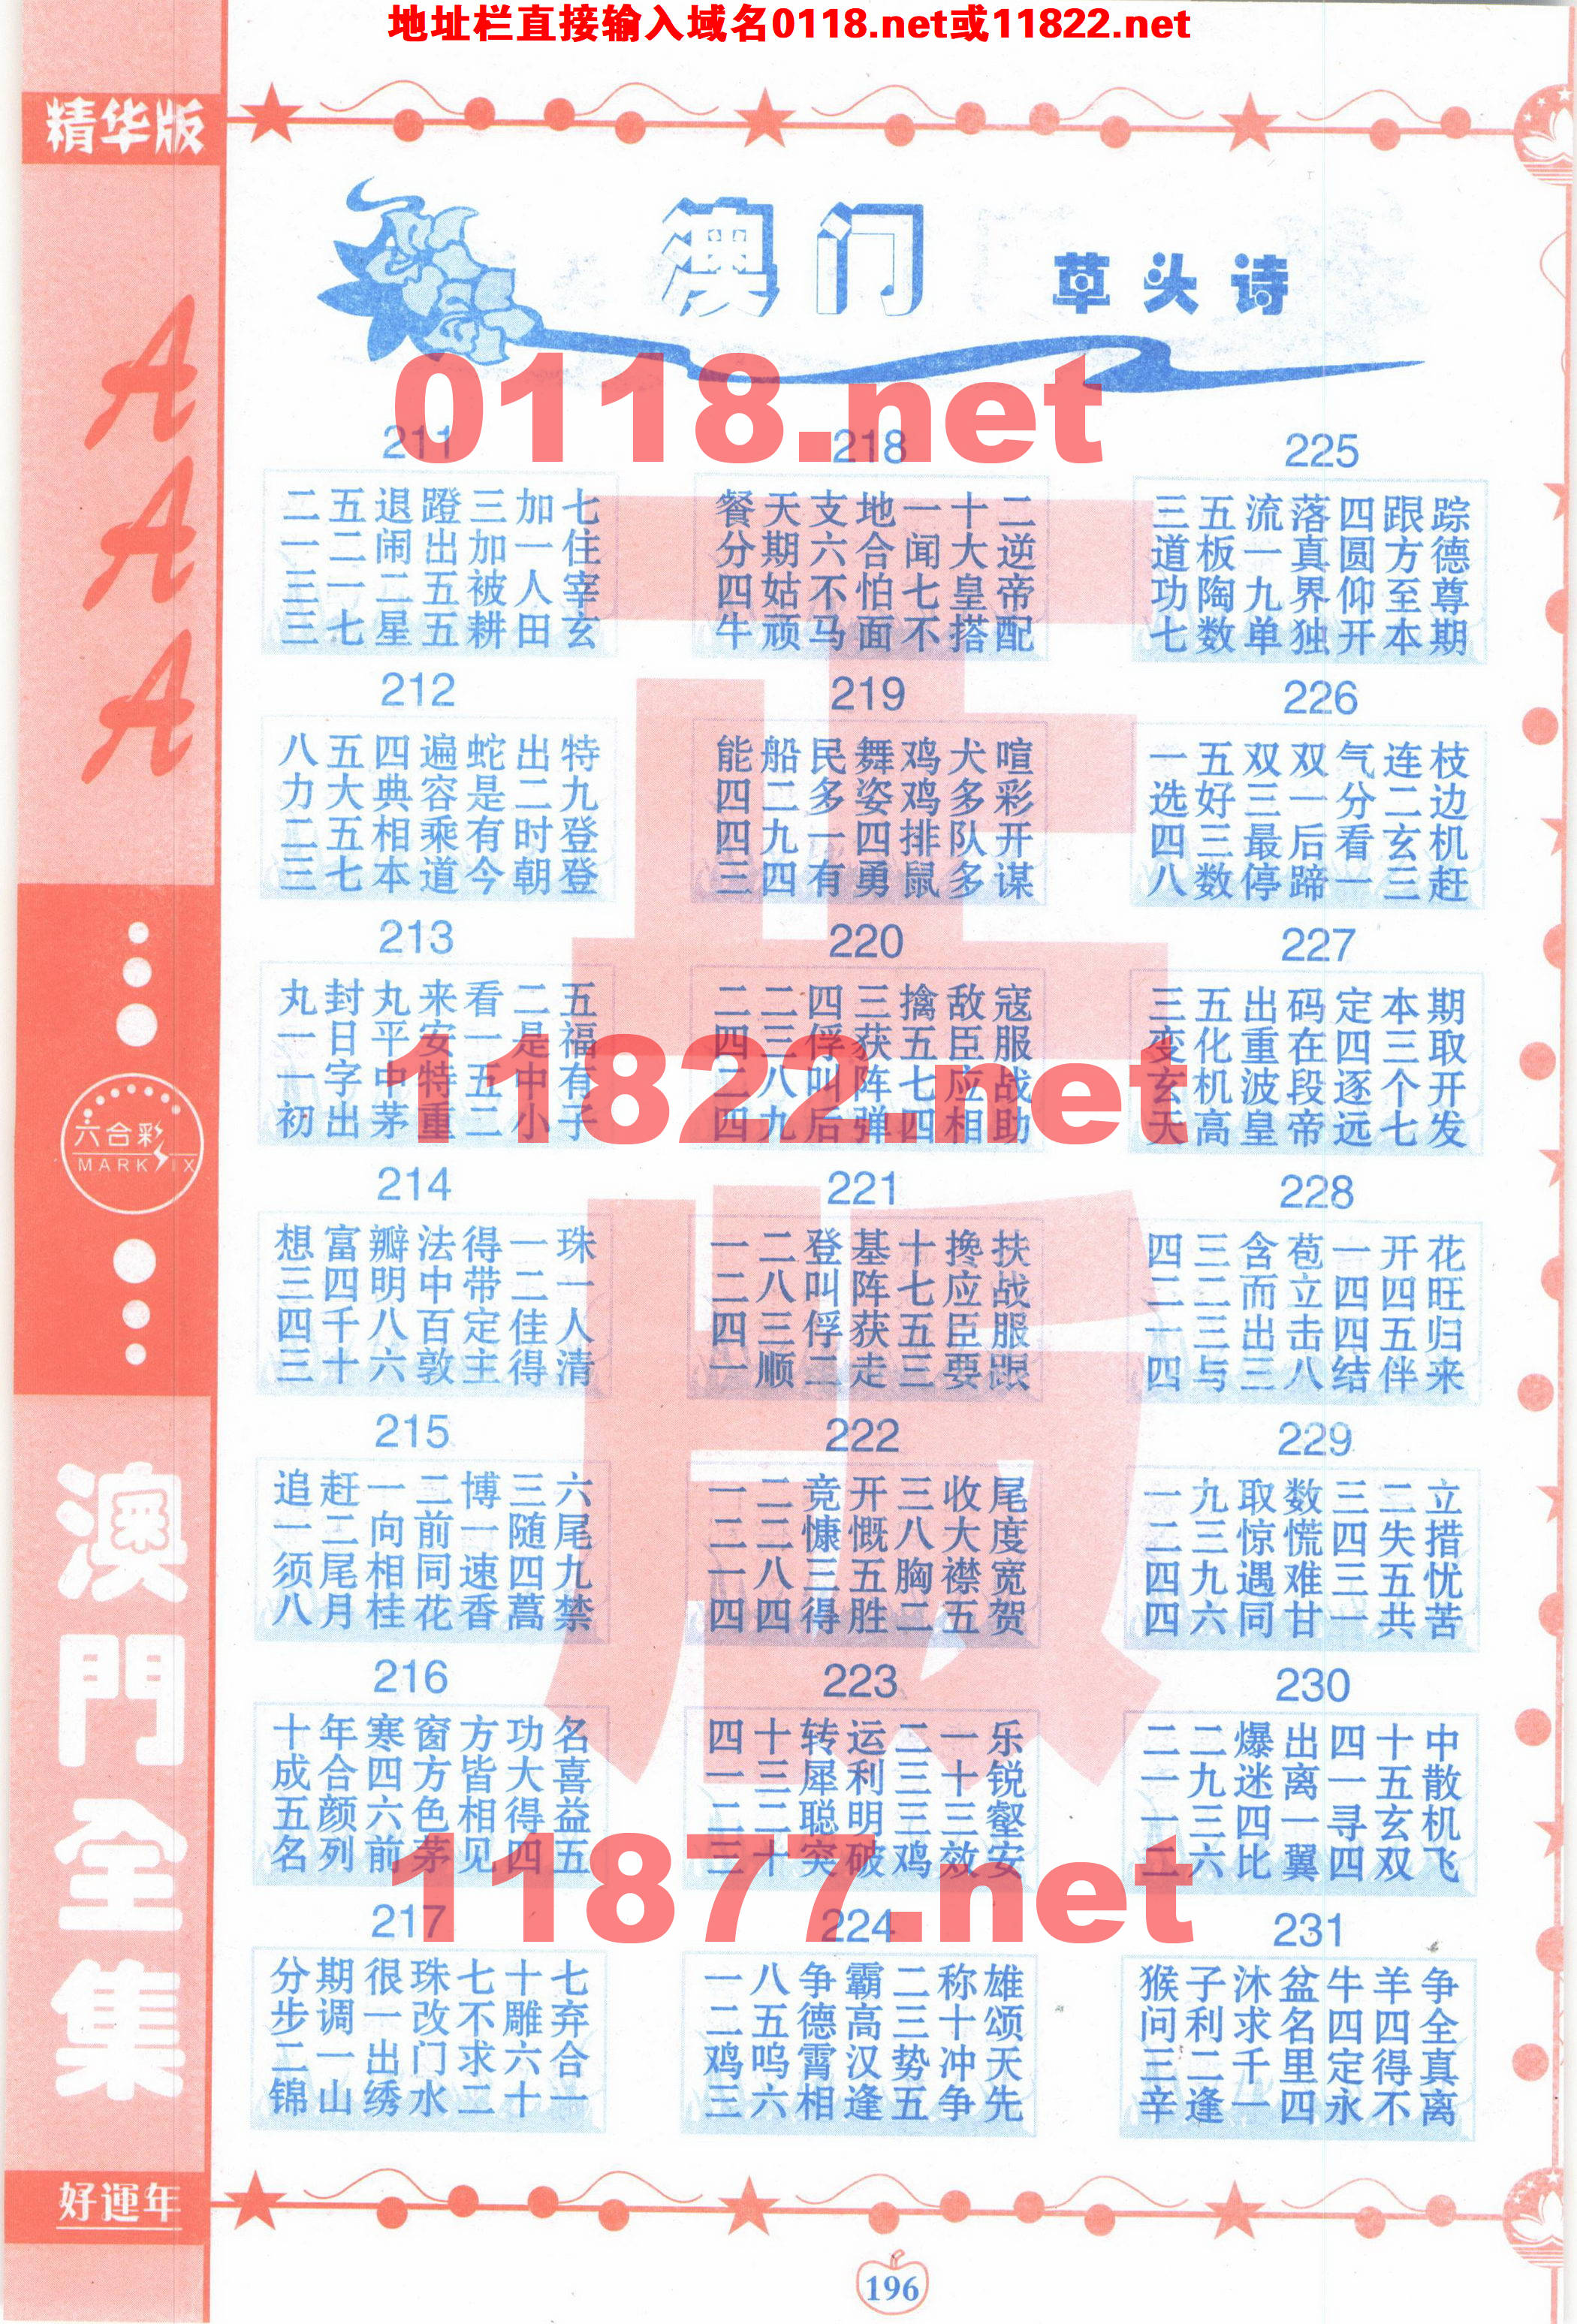 地址栏直接输入域名0118.net或11822.net
精华版
AAA
六合彩
MARK SIX
澳門全集
好運年
澳门
草头诗
0118.net
11822.net
11877.net
正版
211
二五退蹬三加七
一二闹出加一住
三一二五被人宰
三七星五耕田玄
212
八五四遍蛇出特
力大典容是二九
二五相乘有时登
三七本道今朝登
213
丸封丸来看二五
一日平安一是福
一字中特五中有
初出茅重二小子
214
想富瓣法得一珠
三四明中带二一
四千八百定佳人
三十六敦主得清
215
追赶一二博三六
一二向前一随尾
须尾相同速四九
八月桂花香蒿禁
216
十年寒窗方功名
成合四方皆大喜
五颜六色相得益
名列前茅见四五
217
分期很珠七十七
步调一改不雕弃
二一出门求六合
锦山绣水二十一
218
餐天支地一十二
分期六合闻大逆
四姑不怕七皇帝
牛顽马面不搭配
219
能船民舞鸡犬喧
四二多姿鸡多彩
四九一四排队开
三四有勇鼠多谋
220
二二四三擒敌寇
四三俘获五臣服
二八叫阵七应战
四九后弹四相助
221
一二登基十搀扶
二八叫阵七应战
四三俘获五臣服
一顺二走三要跟
222
一二竞开三收尾
二二慷慨八大度
一八三五胸襟宽
四四得胜二五贺
223
四十转运二一乐
一三犀利三十锐
二二聪明三三壑
三十突破鸡效安
224
一八争霸二称雄
二五德高三十颂
鸡鸣霄汉势冲天
三六相逢五争先
225
三五流落四跟踪
道板一真圆方德
功陶九界仰至尊
七数单独开本期
226
一五双双气连枝
选好三一分二边
四三最后看玄机
八数停蹄一三赶
227
三五出码定本期
变化重在四三取
玄机波段逐个开
天高皇帝远七发
228
四三含苞一开花
二二而立四四旺
一三出击四五归
四与三八结伴来
229
一九取数三二立
二三惊慌四失措
四九遇难三五忧
四六同甘一共苦
230
二二爆出四十中
一九迷离一五散
一三四一寻玄机
二六比翼四双飞
231
猴子沐盆牛羊争
问利求名四四全
三二千里定得真
辛逢一四永不离
196